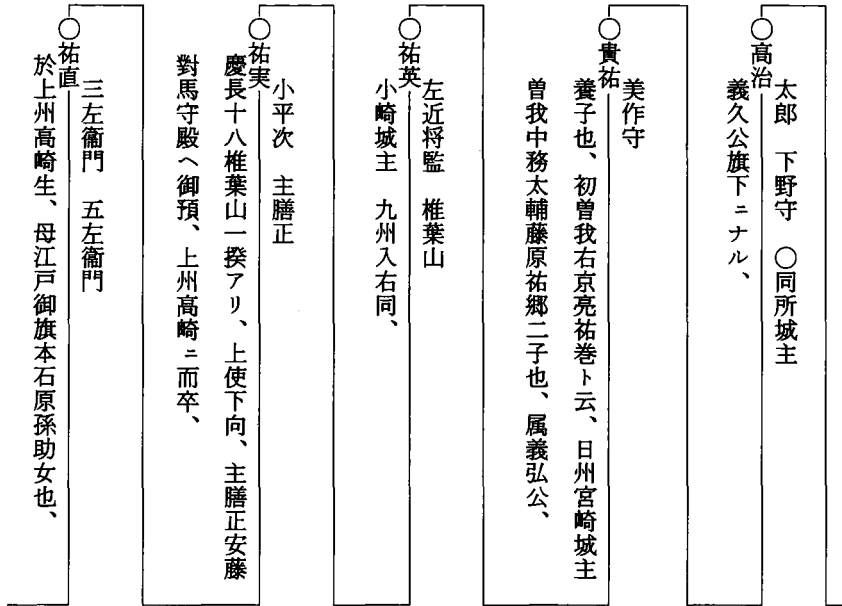 ○高治
太郎　下野守　○同所城主
義久公旗下ニナル、
○貴祐
美作守
養子也、初曽我右京亮祐巻ト云、日州宮崎城主
曽我中務太輔藤原祐郷二子也、属義弘公、
○祐英
左近将監　椎葉山
小崎城主　九州入右同、
○祐実
小平次　主膳正
慶長十八椎葉山一揆アリ、上使下向、主膳正安藤
對馬守殿へ御預、上州高崎ニ而卒、
○祐直
三左衞門　五左衞門
於上州高崎生、母江戸御旗本石原孫助女也、